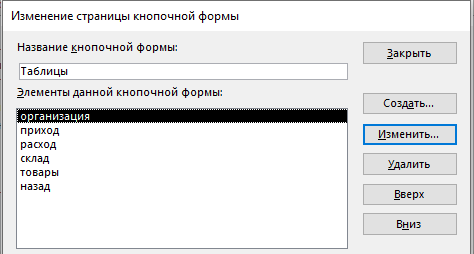 Изменение страницы кнопочной формы
Название кнопочной формы:
Закрыть
Таблицы
Элементы данной кнопочной формы:
Создать...
организация
приход
Изменить...
расход
склад
Удалить
товары
назад
Вверх
Вниз